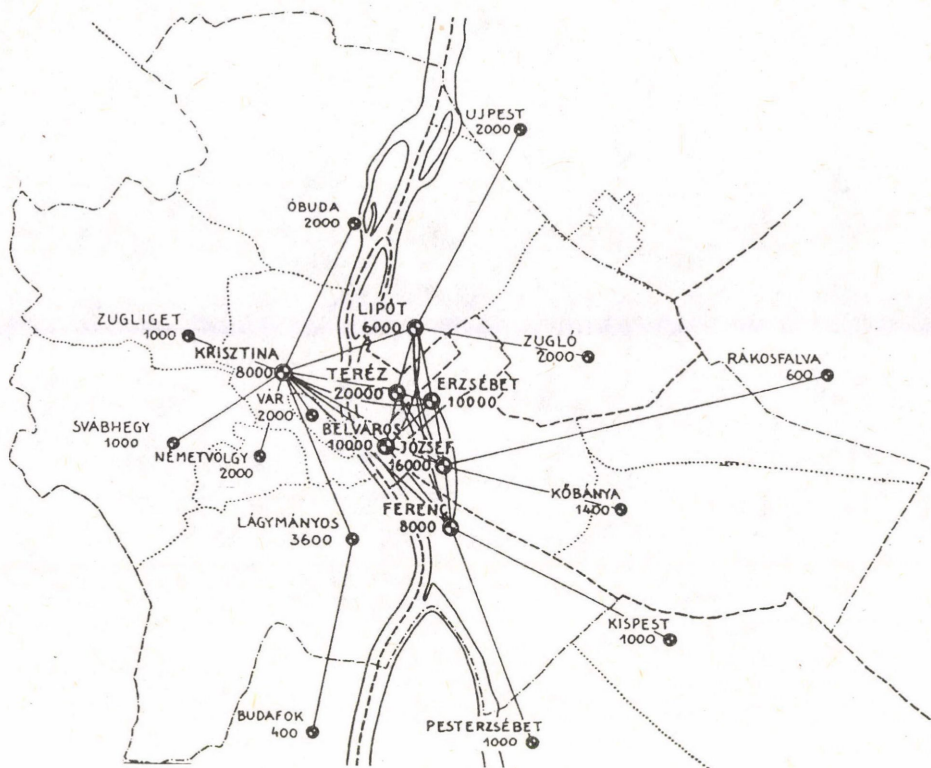 UJPEST
2000
ÓBUDA
2000
LIPÓT
6000
ZUGLIGET
1000
KRISZTINA
8000
ZUGLÓ
2000
RÁKOSFALVA
600
TERÉZ
20000
ERZSÉBET
10000
VÁR
2000
SVÁBHEGY
1000
BELVÁROS
10000
JÓZSEF
16000
NÉMETVÖLGY
2000
KŐBÁNYA
1400
FERENC
8000
LÁGYMÁNYOS
3600
KISPEST
1000
BUDAFOK
400
PESTERZSÉBET
1000